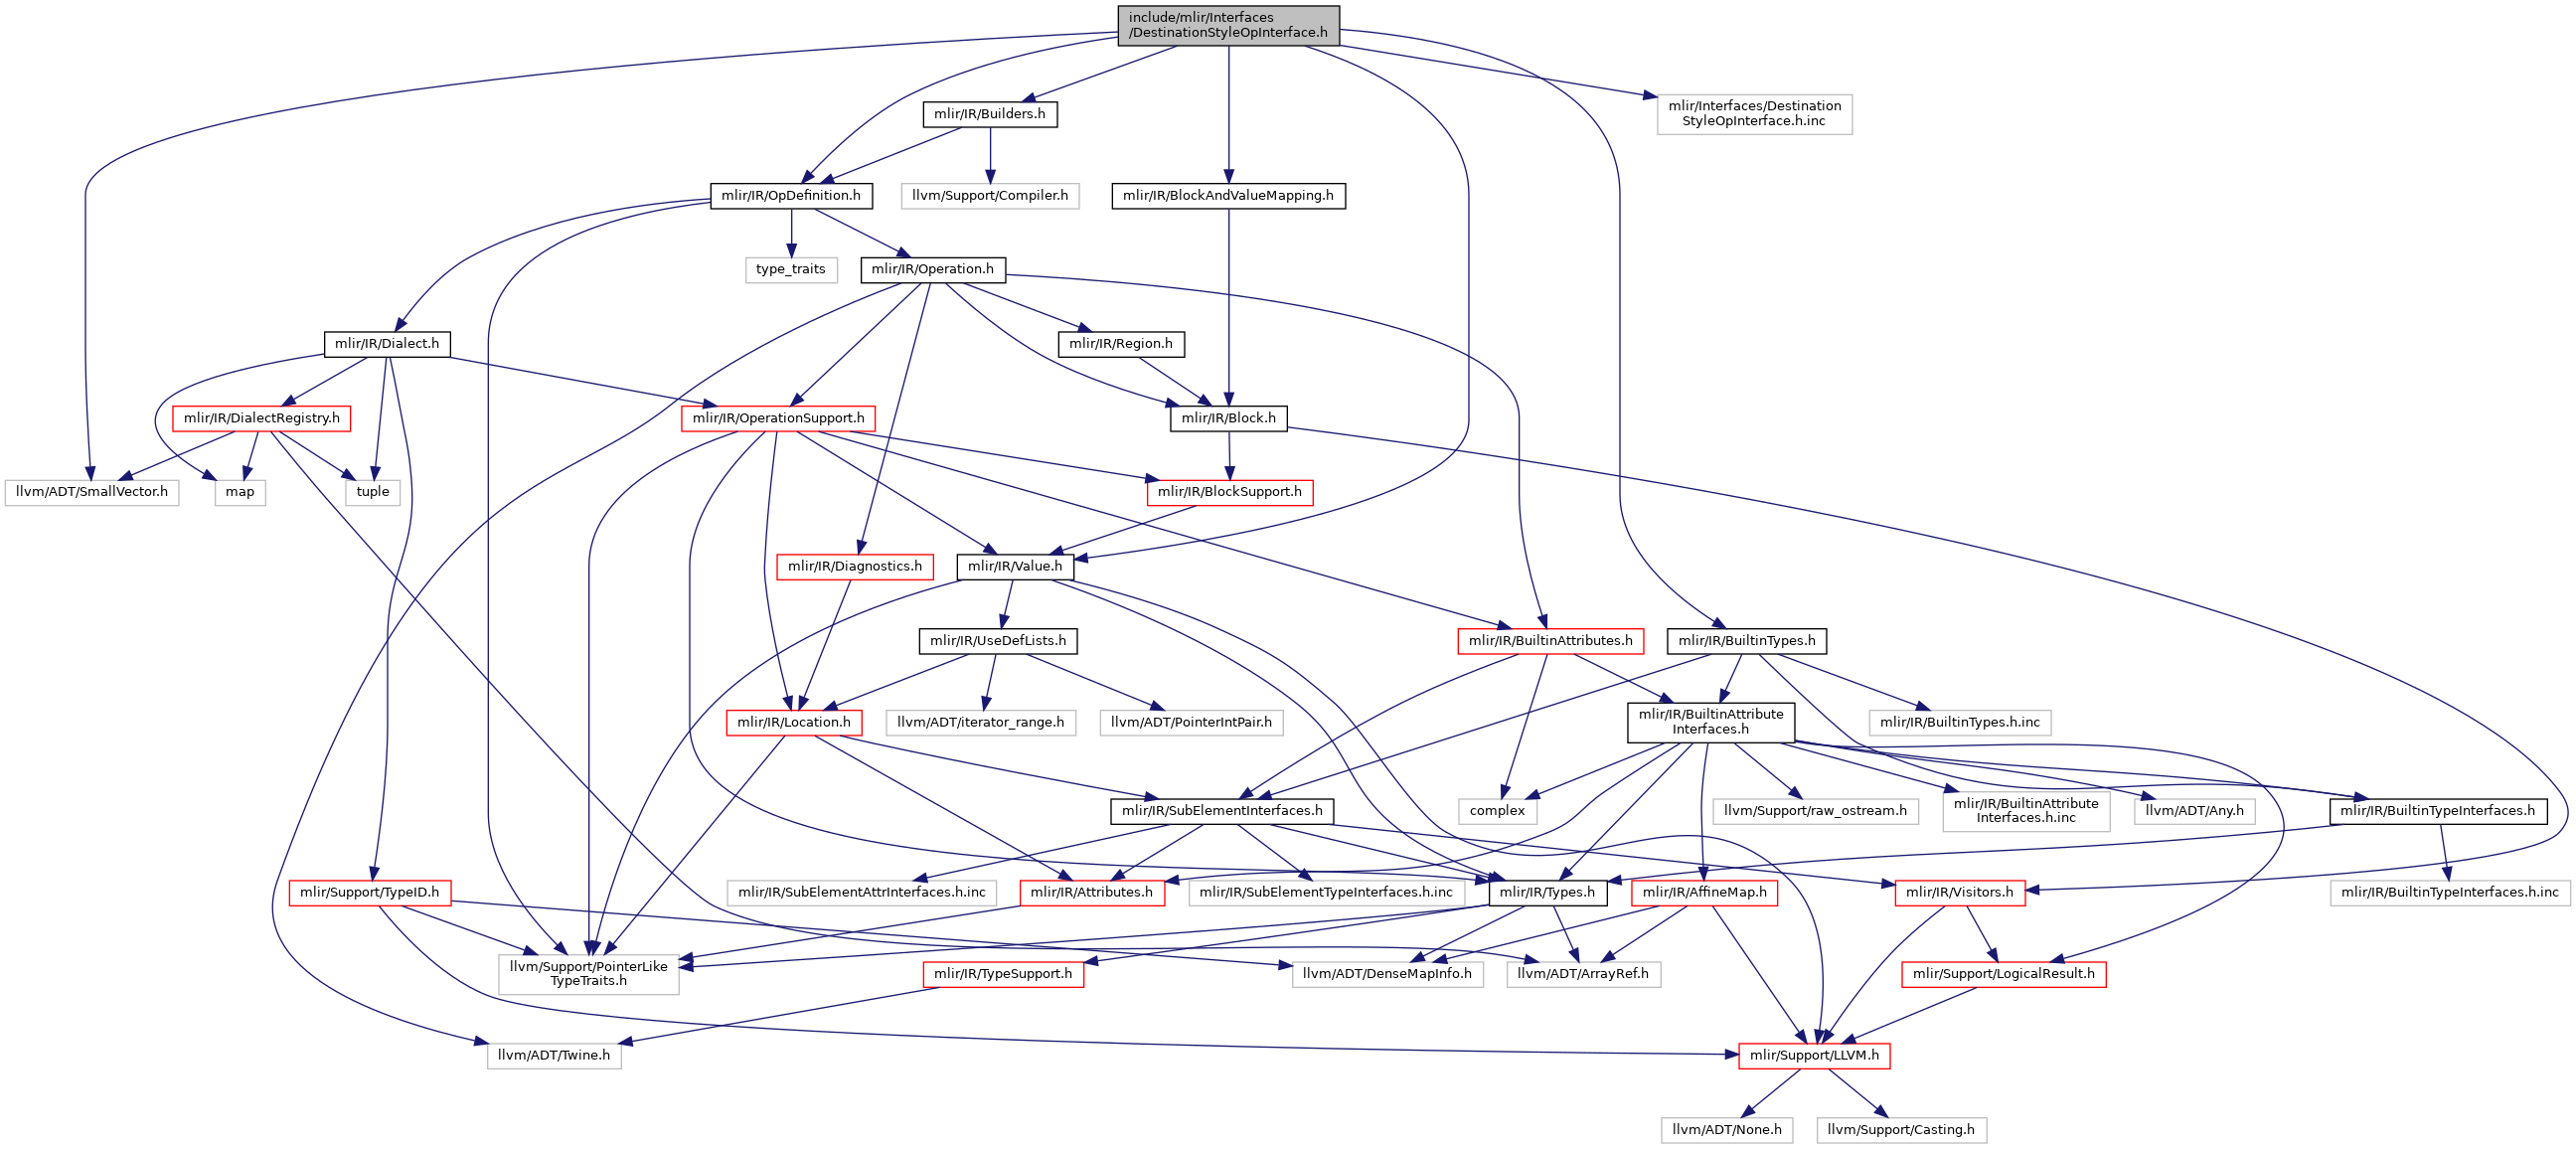 include/mlir/Interfaces
/DestinationStyleOpInterface.h
mlir/IR/Builders.h
mlir/Interfaces/Destination
StyleOpInterface.h.inc
mlir/IR/OpDefinition.h
llvm/Support/Compiler.h
mlir/IR/BlockAndValueMapping.h
type_traits
mlir/IR/Operation.h
mlir/IR/Dialect.h
mlir/IR/Region.h
mlir/IR/DialectRegistry.h
mlir/IR/OperationSupport.h
mlir/IR/Block.h
llvm/ADT/SmallVector.h
map
tuple
mlir/IR/BlockSupport.h
mlir/IR/Diagnostics.h
mlir/IR/Value.h
mlir/IR/UseDefLists.h
mlir/IR/BuiltinAttributes.h
mlir/IR/BuiltinTypes.h
mlir/IR/Location.h
llvm/ADT/iterator_range.h
llvm/ADT/PointerIntPair.h
mlir/IR/BuiltinAttribute
Interfaces.h
mlir/IR/BuiltinTypes.h.inc
mlir/IR/SubElementInterfaces.h
complex
llvm/Support/raw_ostream.h
mlir/IR/BuiltinAttribute
Interfaces.h.inc
llvm/ADT/Any.h
mlir/IR/BuiltinTypeInterfaces.h
mlir/Support/TypeID.h
mlir/IR/SubElementAttrInterfaces.h.inc
mlir/IR/Attributes.h
mlir/IR/SubElementTypeInterfaces.h.inc
mlir/IR/Types.h
mlir/IR/AffineMap.h
mlir/IR/Visitors.h
mlir/IR/BuiltinTypeInterfaces.h.inc
llvm/Support/PointerLike
TypeTraits.h
mlir/IR/TypeSupport.h
llvm/ADT/DenseMapInfo.h
llvm/ADT/ArrayRef.h
mlir/Support/LogicalResult.h
llvm/ADT/Twine.h
mlir/Support/LLVM.h
llvm/ADT/None.h
llvm/Support/Casting.h